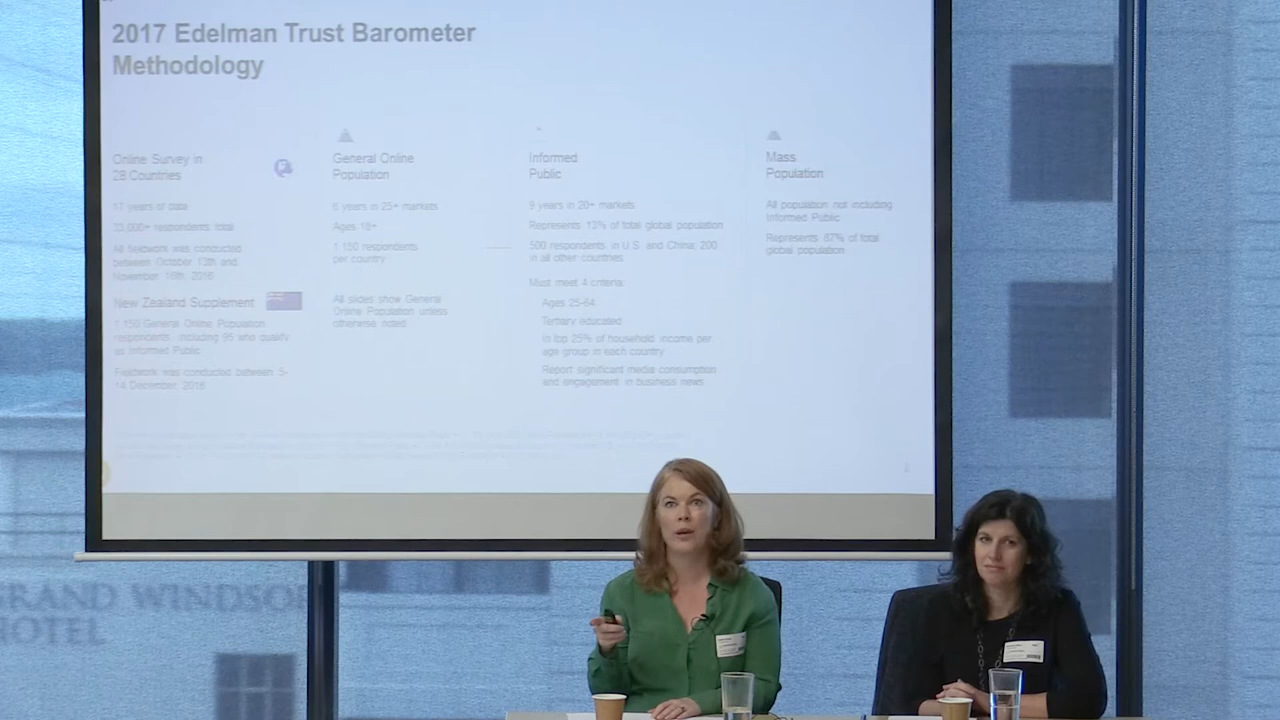 2017 Edelman Trust Barometer
Methodology
Online Survey in
28 Countries
17 years of data
33,000+ respondents total
All fieldwork was conducted
between October 13th and
November 16th, 2016
New Zealand Supplement
1,150 General Online Population
respondents including 95 who qualify
as Informed Public
Fieldwork was conducted between 5-
14 December, 2016
General Online
Population
6 years in 25+ markets
Ages 18+
1,150 respondents
per country
All slides show General
Online Population unless
otherwise noted
Informed
Public
9 years in 20+ markets
Represents 13% of total global population
500 respondents in U.S. and China; 200
in all other countries
Must meet 4 criteria
Ages 25-64
Tertiary educated
In top 25% of household income per
age group in each country
Report significant media consumption
and engagement in business news
Mass
Population
All population not including
Informed Public
Represents 87% of total
global population
GRAND WINDSOR
HOTEL